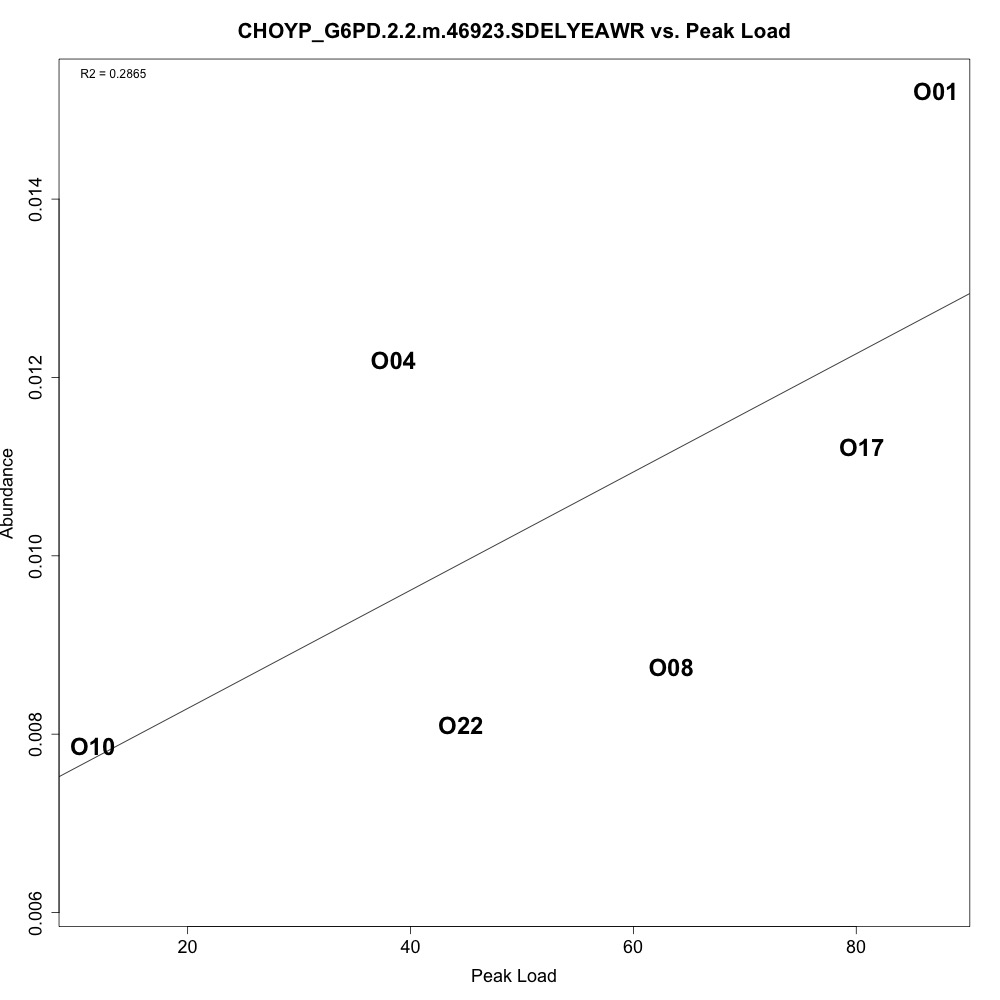 CHOYP_G6PD.2.2.m.46923.SDELYEAWR vs. Peak Load
R2 = 0.2865
O01
0.014
O04
0.012
O17
Abundance
0.010
O08
O22
0.008
O10
0.006
20 40 60 80
Peak Load